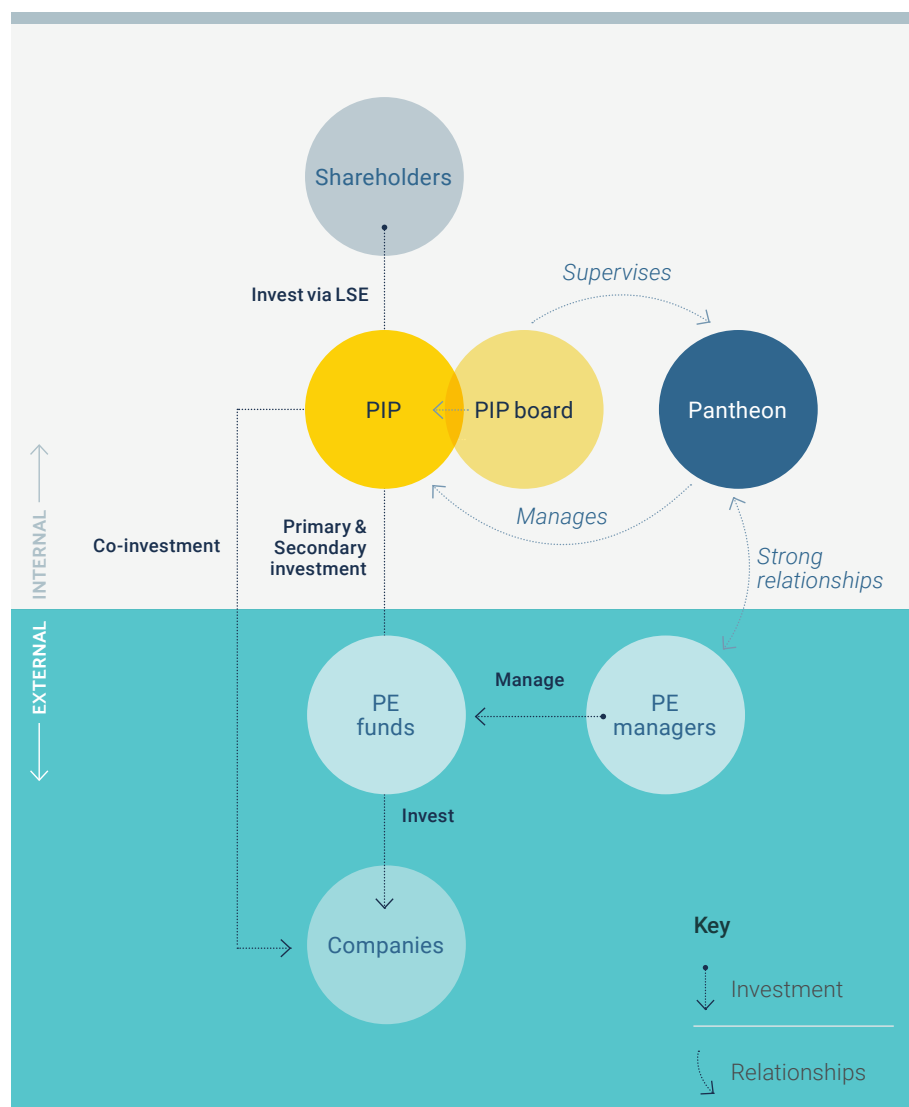 Shareholders
Invest via LSE
Supervises
PIP
PIP board
Pantheon
Manages
Co-investment
Primary &
Secondary
investment
Strong
relationships
INTERNAL
EXTERNAL
PE
funds
Manage
PE
managers
Invest
Companies
Key
Investment
Relationships